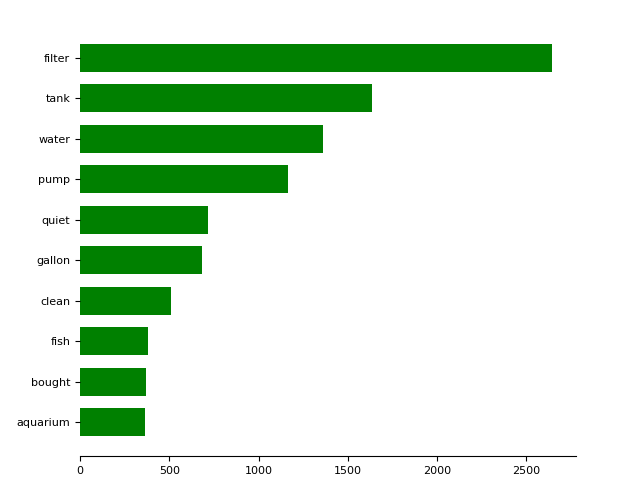 filter
tank
water
pump
quiet
gallon
clean
fish
bought
aquarium
0 500 1000 1500 2000 2500